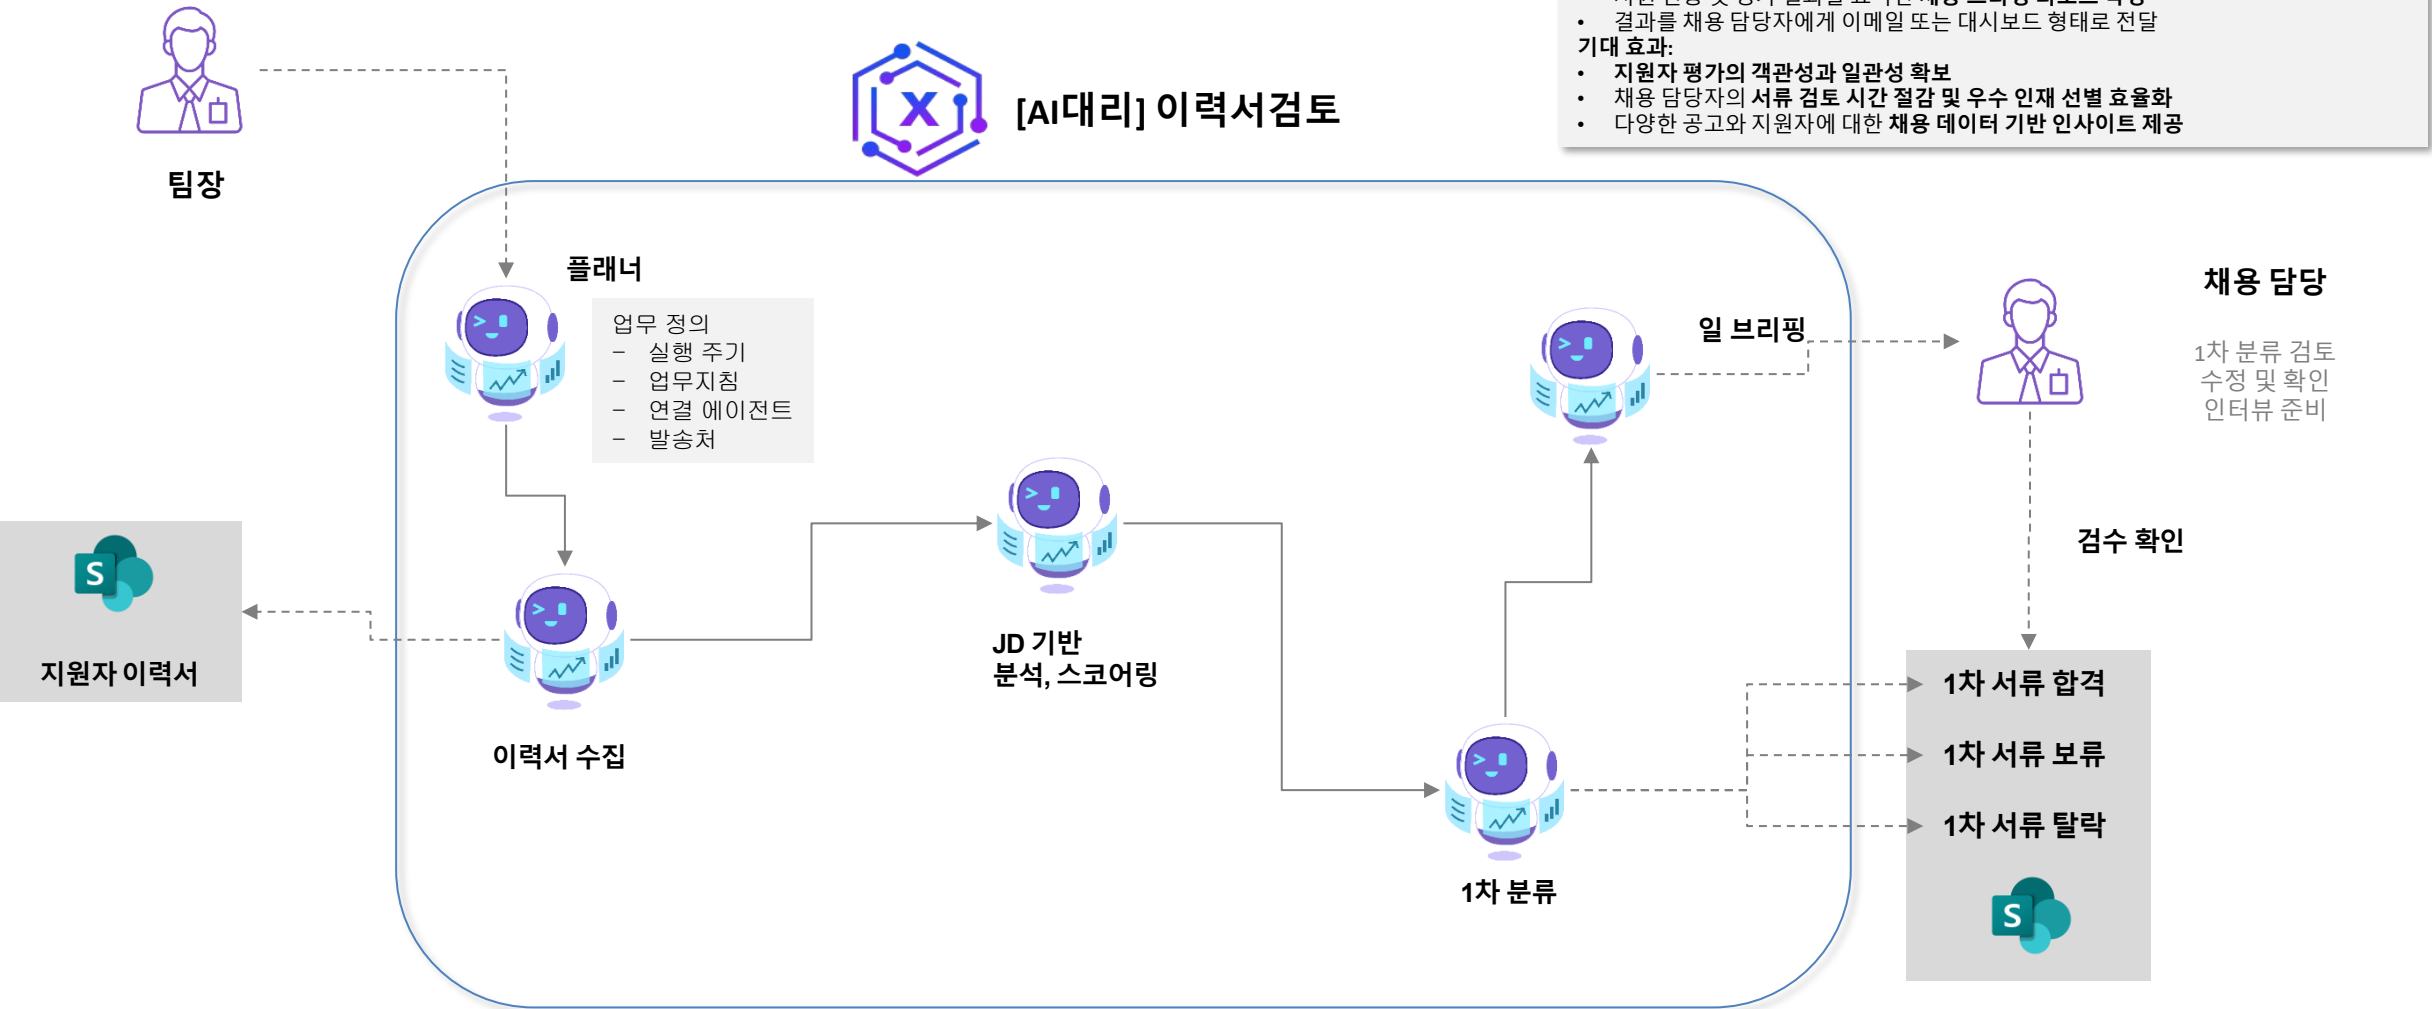 결과를 채용 담당자에게 이메일 또는 대시보드 형태로 전달
기대 효과:
• 지원자 평가의 객관성과 일관성 확보
• 채용 담당자의 서류 검토 시간 절감 및 우수 인재 선별 효율화
• 다양한 공고와 지원자에 대한 채용 데이터 기반 인사이트 제공
X
[AI대리] 이력서검토
팀장
플래너
업무 정의
– 실행 주기
– 업무지침
– 연결 에이전트
– 발송처
일 브리핑
채용 담당
1차 분류 검토
수정 및 확인
인터뷰 준비
S
지원자 이력서
이력서 수집
JD 기반
분석, 스코어링
검수 확인
1차 서류 합격
1차 서류 보류
1차 서류 탈락
S
1차 분류